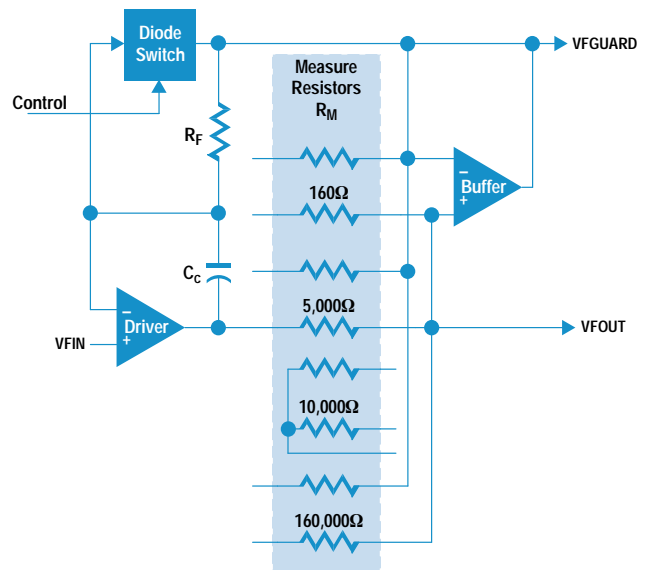 Diode
Switch
VFGUARD
Measure
Resistors
RM
Control
RF
−
Buffer
+
160Ω
CC
5,000Ω
−
Driver
+
VFIN
VFOUT
10,000Ω
160,000Ω